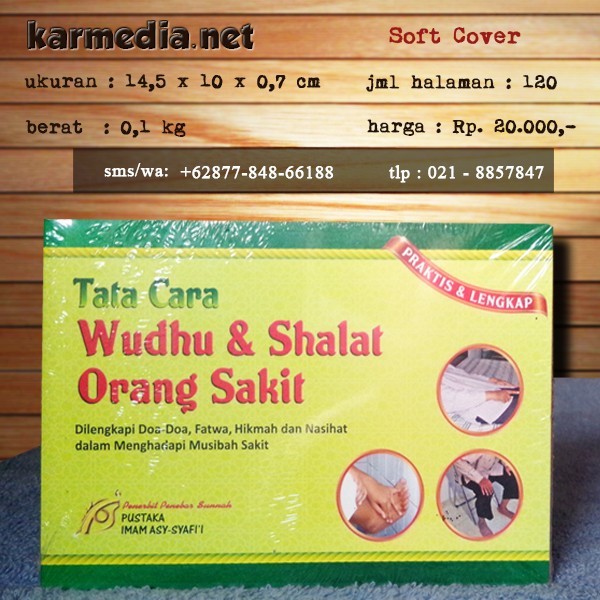 karmedia.net
Soft Cover
ukuran : 14,5 x 10 x 0,7 cm
jml halaman : 120
berat : 0,1 kg
harga : Rp. 20.000,-
sms/wa: +62877-848-66188
tlp : 021 - 8857847
PRAKTIS & LENGKAP
Tata Cara
Wudhu & Shalat
Orang Sakit
Dilengkapi Doa-Doa, Fatwa, Hikmah dan Nasihat
dalam Menghadapi Musibah Sakit
Penerbit Penebar Sunnah
PUSTAKA
IMAM ASY-SYAFI'I